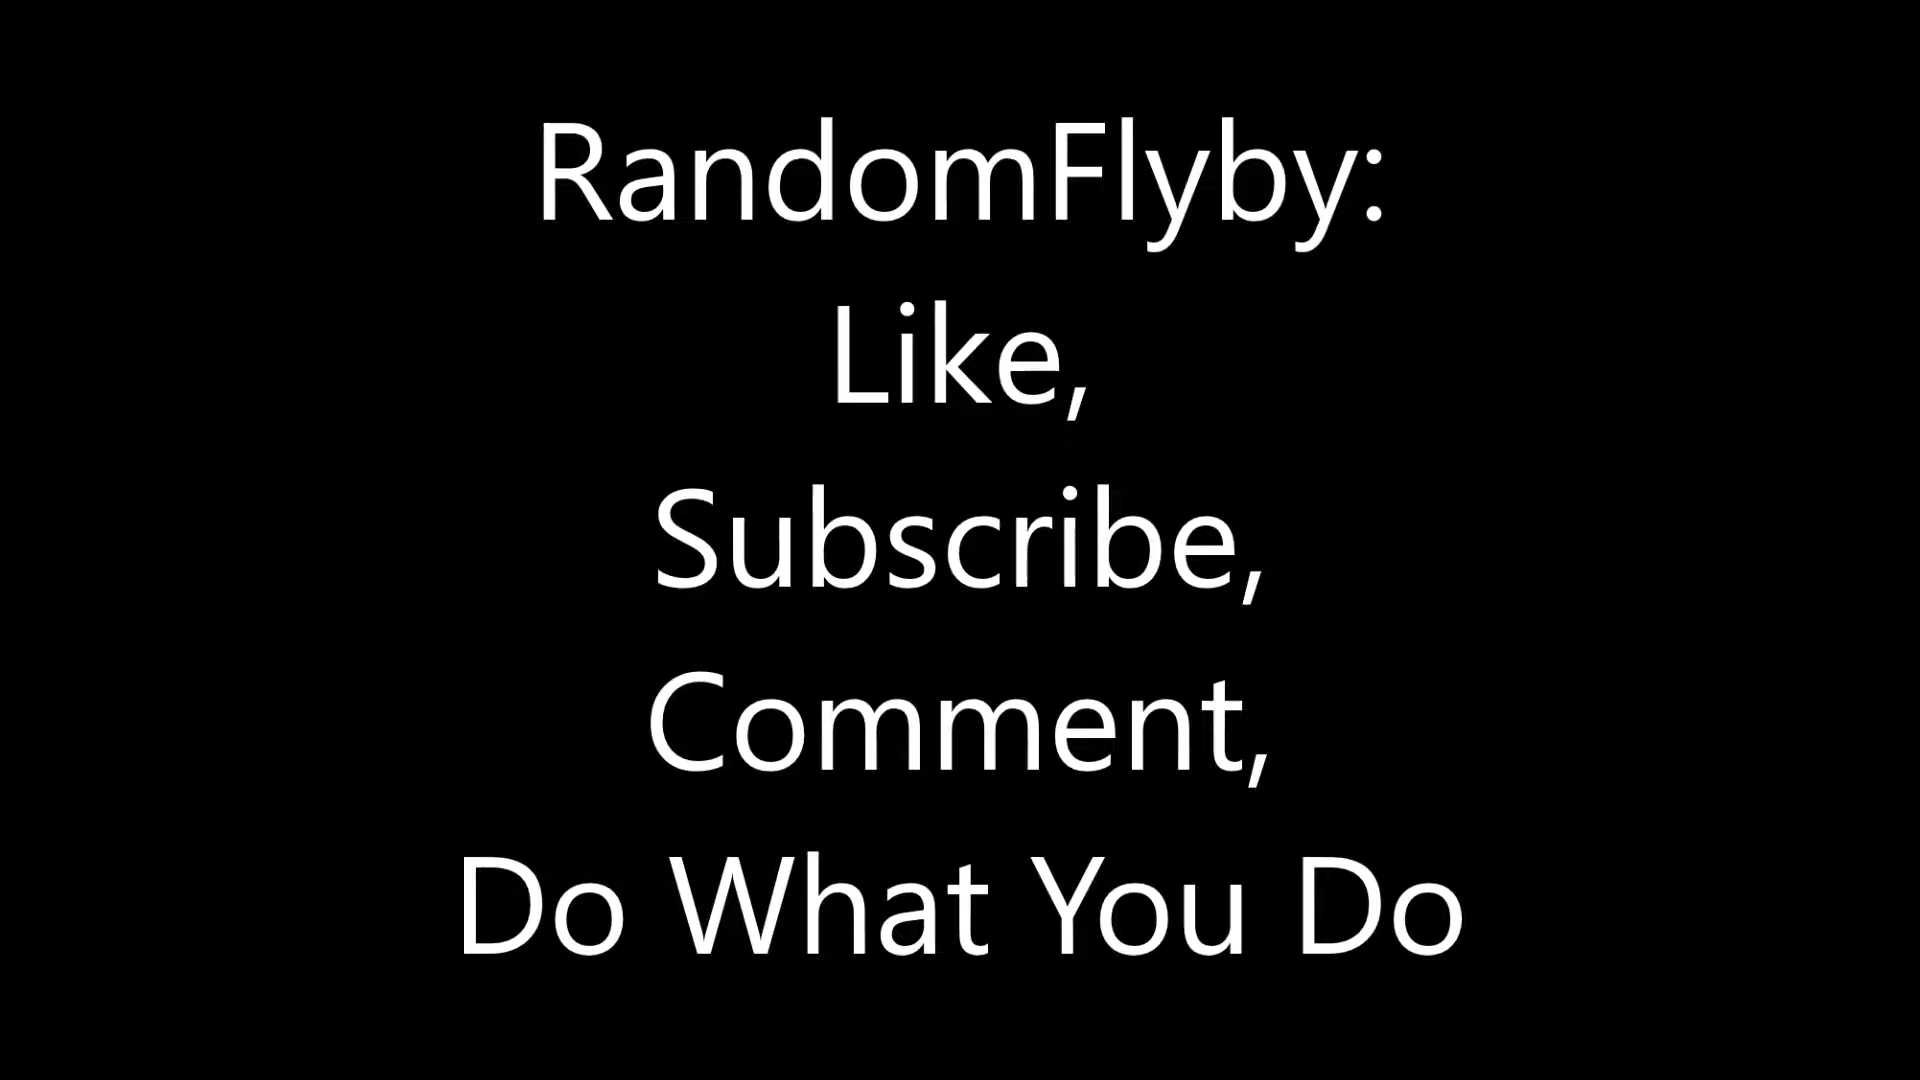 RandomFlyby:
Like,
Subscribe,
Comment,
Do What You Do